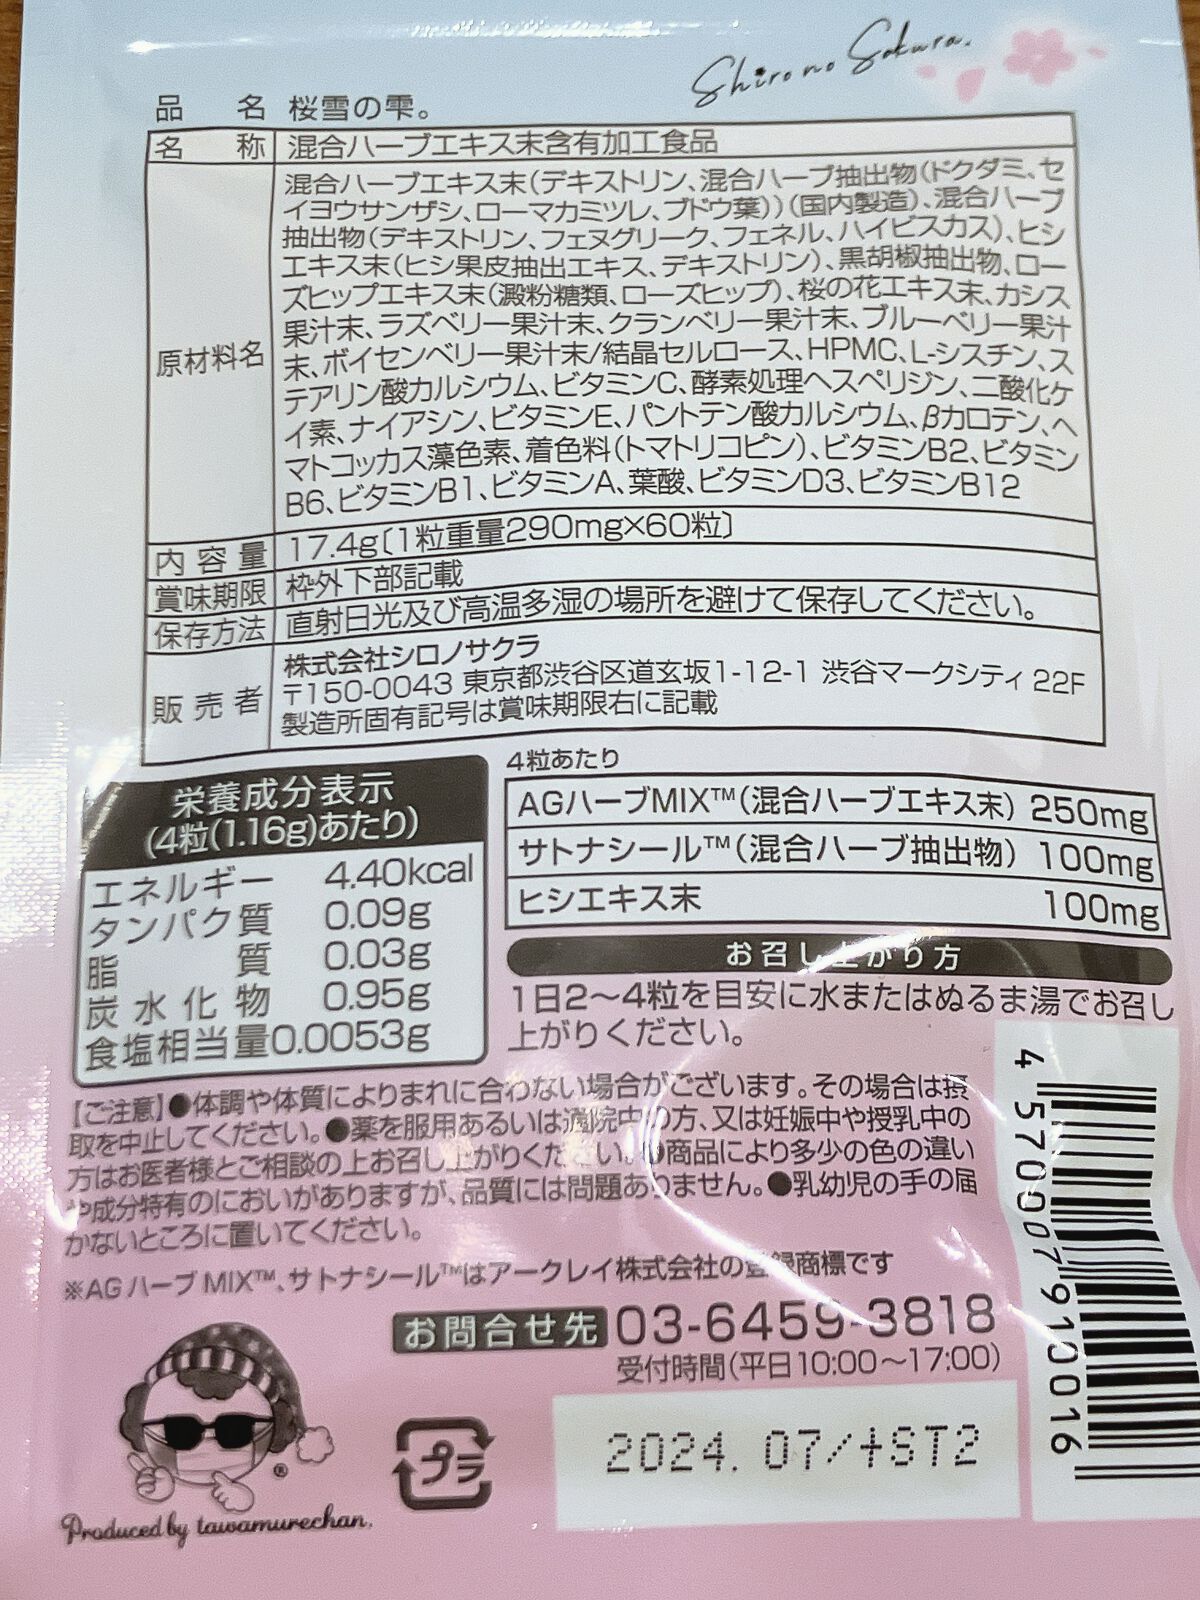 Shirono Sakura.
品名 桜雪の雫。
名称 混合ハーブエキス末含有加工食品
原材料名
混合ハーブエキス末(デキストリン、混合ハーブ抽出物(ドクダミ、セ
イヨウサンザシ、ローマカミツレ、ブドウ葉))(国内製造)、混合ハーブ
抽出物(デキストリン、フェヌグリーク、フェネル、ハイビスカス)、ヒシ
エキス末(ヒシ果皮抽出エキス、デキストリン)、黒胡椒抽出物、ロー
ズヒップエキス末(澱粉糖類、ローズヒップ)、桜の花エキス末、カシス
果汁末、ラズベリー果汁末、クランベリー果汁末、ブルーベリー果汁
末、ボイセンベリー果汁末/結晶セルロース、HPMC、L-シスチン、ス
テアリン酸カルシウム、ビタミンC、酵素処理ヘスペリジン、二酸化ケ
イ素、ナイアシン、ビタミンE、パントテン酸カルシウム、βカロテン、ヘ
マトコッカス藻色素、着色料(トマトリコピン)、ビタミンB2、ビタミン
B6、ビタミンB1、ビタミンA、葉酸、ビタミンD3、ビタミンB12
内容量 17.4g〔1粒重量290mg×60粒〕
賞味期限 枠外下部記載
保存方法 直射日光及び高温多湿の場所を避けて保存してください。
販売者
株式会社シロノサクラ
〒150-0043 東京都渋谷区道玄坂1-12-1 渋谷マークシティ 22F
製造所固有記号は賞味期限右に記載
栄養成分表示
(4粒(1.16g)あたり)
エネルギー 4.40kcal
タンパク質 0.09g
脂質 0.03g
炭水化物 0.95g
食塩相当量0.0053g
4粒あたり
AGハーブMIX™(混合ハーブエキス末) 250mg
サトナシール™(混合ハーブ抽出物) 100mg
ヒシエキス末 100mg
お召し上がり方
1日2〜4粒を目安に水またはぬるま湯でお召し
上がりください。
【ご注意】●体調や体質によりまれに合わない場合がございます。その場合は摂
取を中止してください。●薬を服用あるいは通院中の方、又は妊娠中や授乳中の
方はお医者様とご相談の上お召し上がりください。●商品により多少の色の違い
や成分特有のにおいがありますが、品質には問題ありません。●乳幼児の手の届
かないところに置いてください。
※AGハーブMIX™、サトナシール™はアークレイ株式会社の登録商標です
お問合せ先 03-6459-3818
受付時間(平日10:00〜17:00)
4 570007 910016
プラ
2024.07/+ST2
®
Produced by tawamurechan.